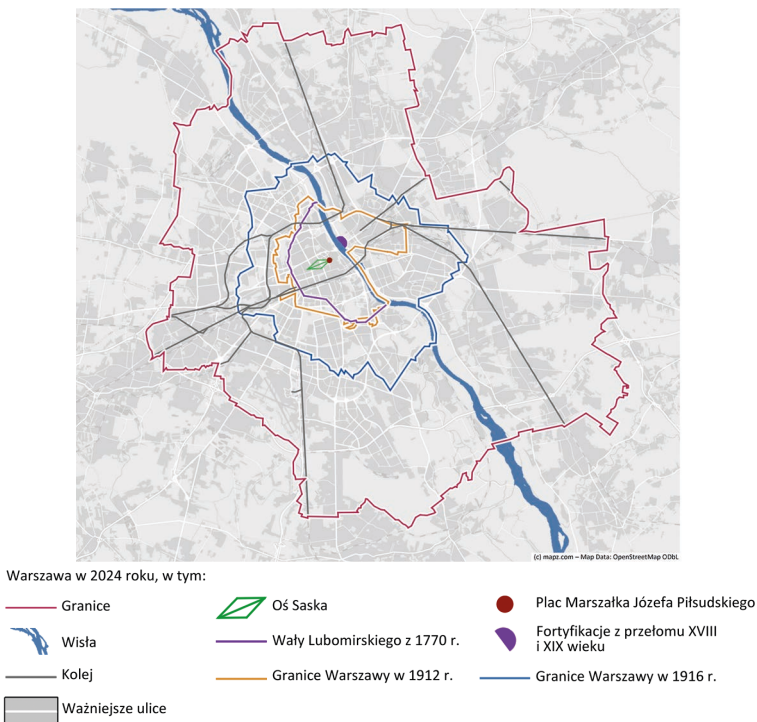 (c) mapz.com – Map Data: OpenStreetMap ODbL
Warszawa w 2024 roku, w tym:
Granice
Oś Saska
Plac Marszałka Józefa Piłsudskiego
Wisła
Wały Lubomirskiego z 1770 r.
Fortyfikacje z przełomu XVIII
i XIX wieku
Kolej
Granice Warszawy w 1912 r.
Granice Warszawy w 1916 r.
Ważniejsze ulice